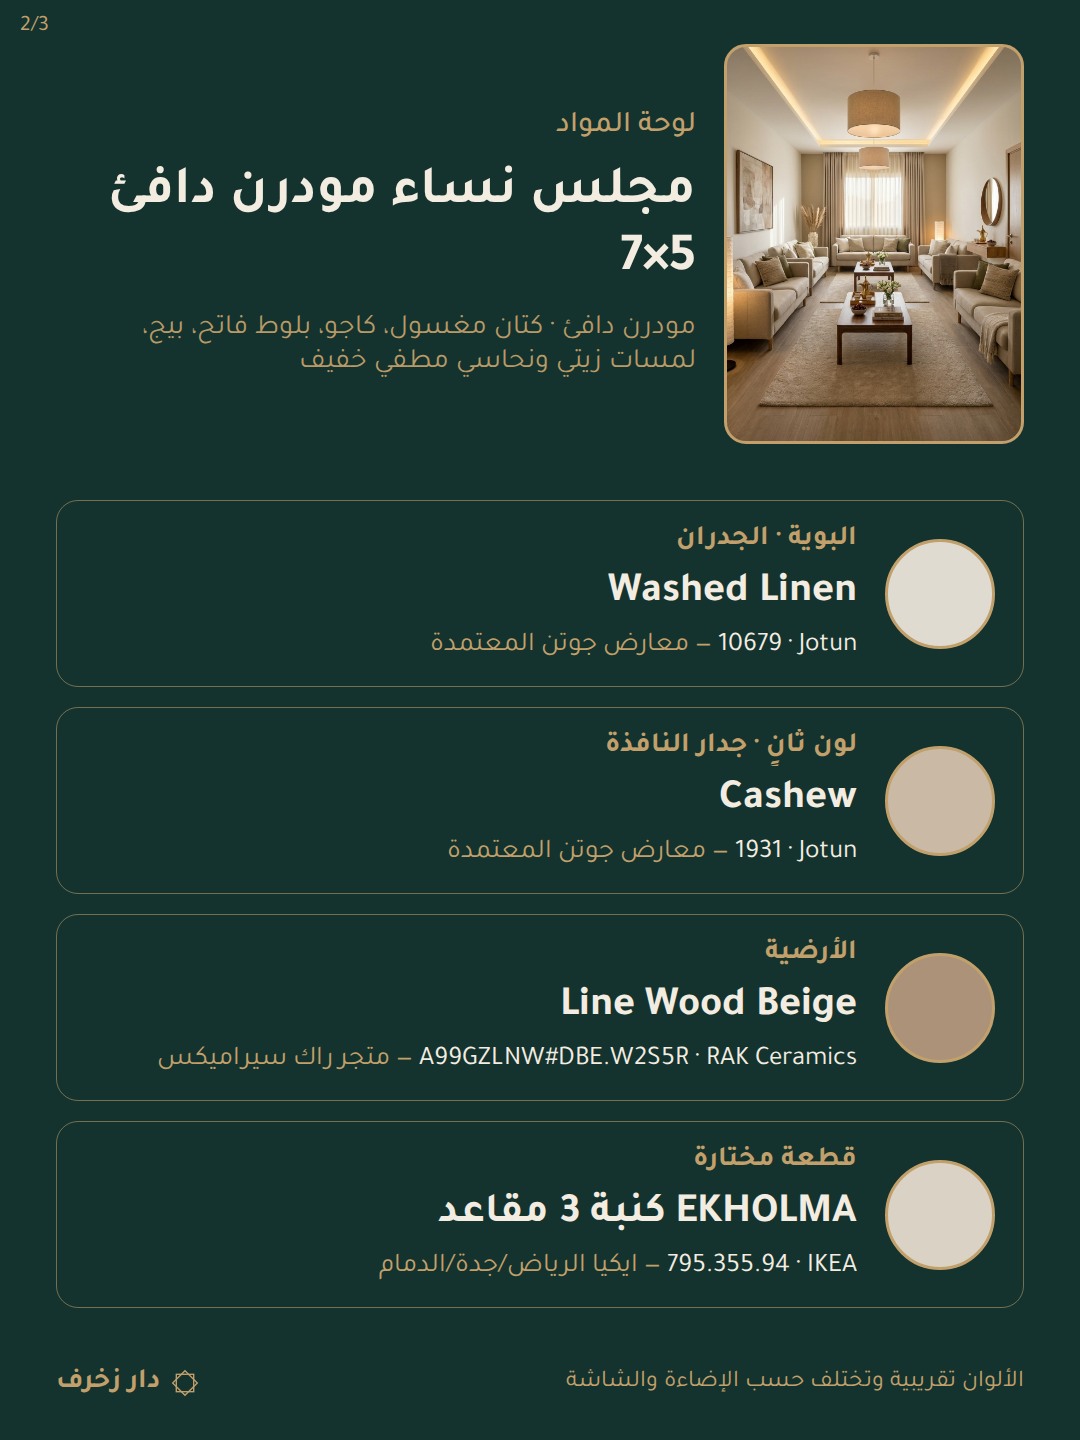 2/3
لوحة المواد
مجلس نساء مودرن دافئ
7×5
مودرن دافئ · كتان مغسول، كاجو، بلوط فاتح، بيج،
لمسات زيتي ونحاسي مطفي خفيف
البوية · الجدران
Washed Linen
Jotun · 10679 – معارض جوتن المعتمدة
لون ثانٍ · جدار النافذة
Cashew
Jotun · 1931 – معارض جوتن المعتمدة
الأرضية
Line Wood Beige
RAK Ceramics · A99GZLNW#DBE.W2S5R – متجر راك سيراميكس
قطعة مختارة
EKHOLMA كنبة 3 مقاعد
IKEA · 795.355.94 – ايكيا الرياض/جدة/الدمام
الألوان تقريبية وتختلف حسب الإضاءة والشاشة
دار زخرف